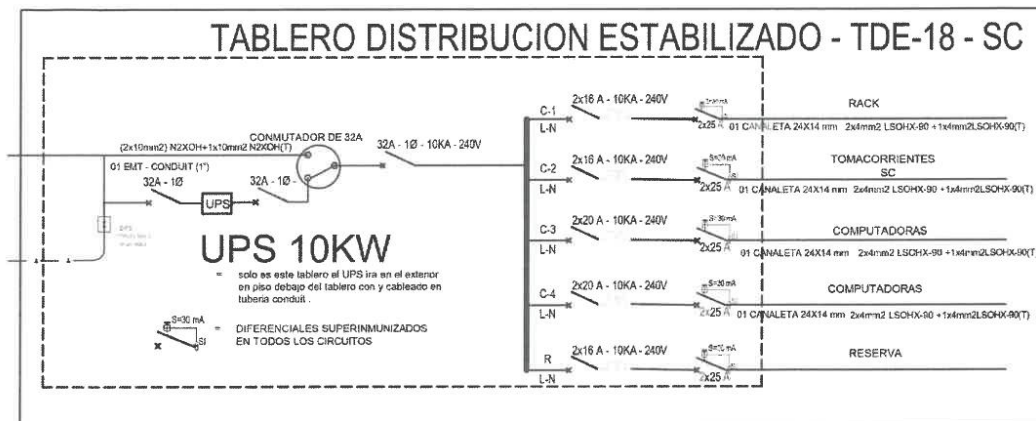 TABLERO DISTRIBUCION ESTABILIZADO - TDE-18 - SC
CONMUTADOR DE 32A
(2x10mm2) N2XOH+1x10mm2 N2XOH(T)
01 EMT - CONDUIT (1")
32A - 1Ø
UPS
32A - 1Ø -
32A - 1Ø - 10KA -240V
UPS 10KW
= solo es este tablero el UPS ira en el exterior
en piso debajo del tablero con y cableado en
tuberia conduit .
S=30 mA
SI
= DIFERENCIALES SUPERINMUNIZADOS
EN TODOS LOS CIRCUITOS
C-1
L-N
2x16 A - 10KA - 240V
2x25 A
RACK
01 CANALETA 24X14 mm 2x4mm2 LSOHX-90 +1x4mm2LSOHX-90(T)
C-2
L-N
2x16 A - 10KA - 240V
S=30 mA
2x25 A
TOMACORRIENTES
SC
01 CANALETA 24X14 mm 2x4mm2 LSOHX-90 +1x4mm2LSOHX-90(T)
C-3
L-N
2x20 A - 10KA - 240V
S=30 mA
2x25 A
COMPUTADORAS
01 CANALETA 24X14 mm 2x4mm2 LSOHX-90 +1x4mm2LSOHX-90(T)
C-4
L-N
2x20 A - 10KA - 240V
S=30 mA
2x25 A
COMPUTADORAS
01 CANALETA 24X14 mm 2x4mm2 LSOHX-90 +1x4mm2LSOHX-90(T)
R
L-N
2x16 A - 10KA - 240V
2x25 A
RESERVA